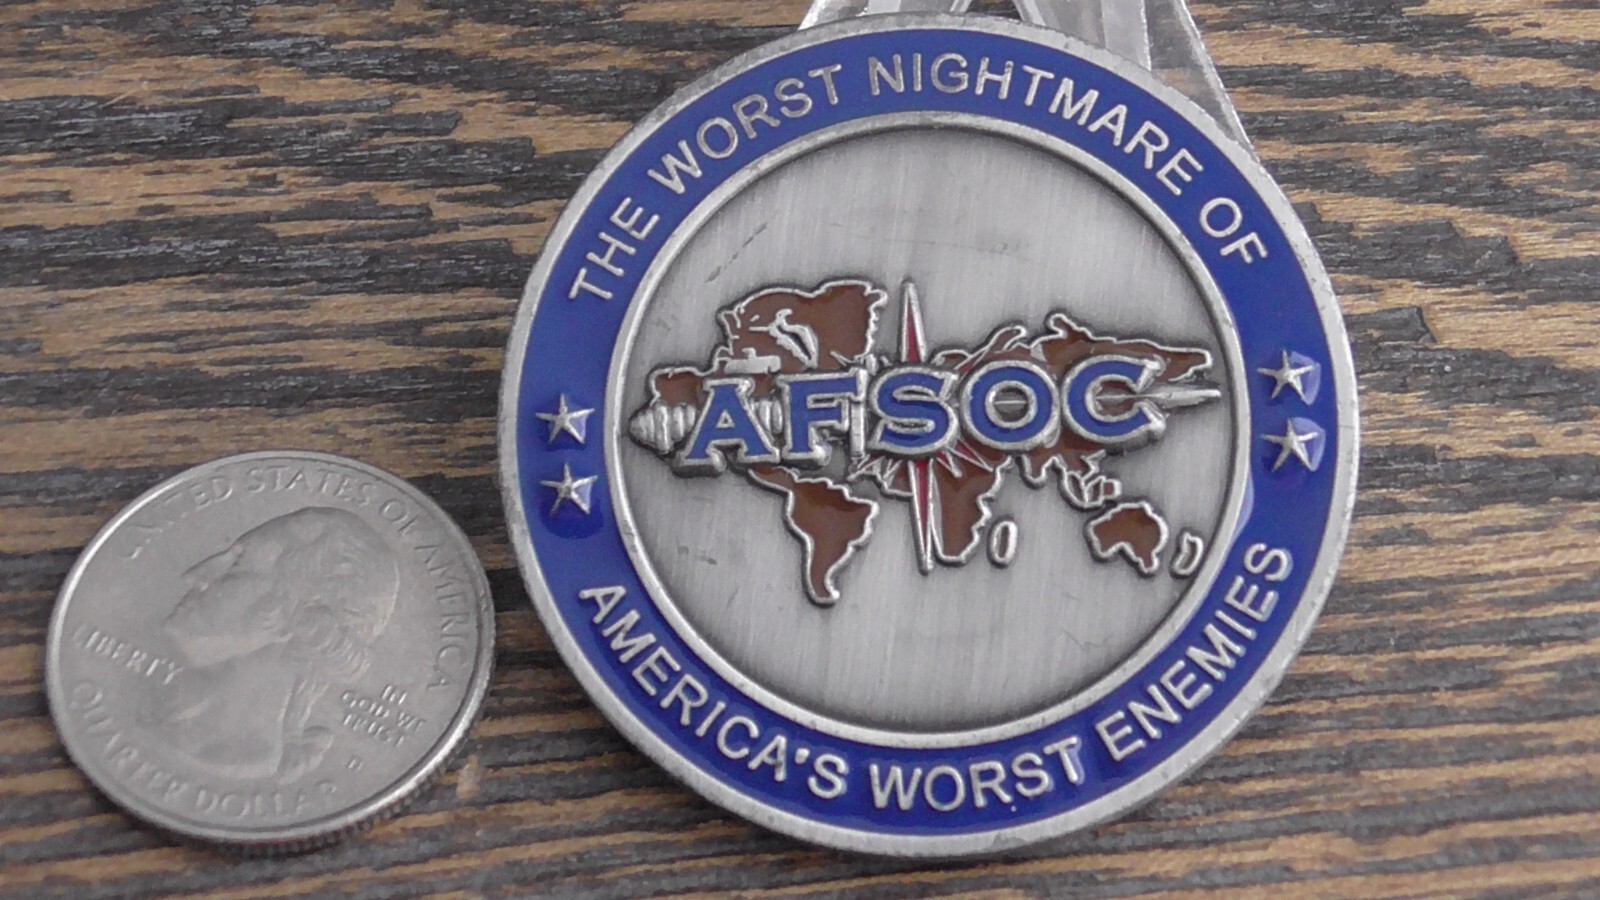 THE WORST NIGHTMARE OF
AFSOC
AMERICA'S WORST ENEMIES
UNITED STATES OF AMERICA
LIBERTY
IN
GOD WE
TRUST
P
QUARTER DOLLAR